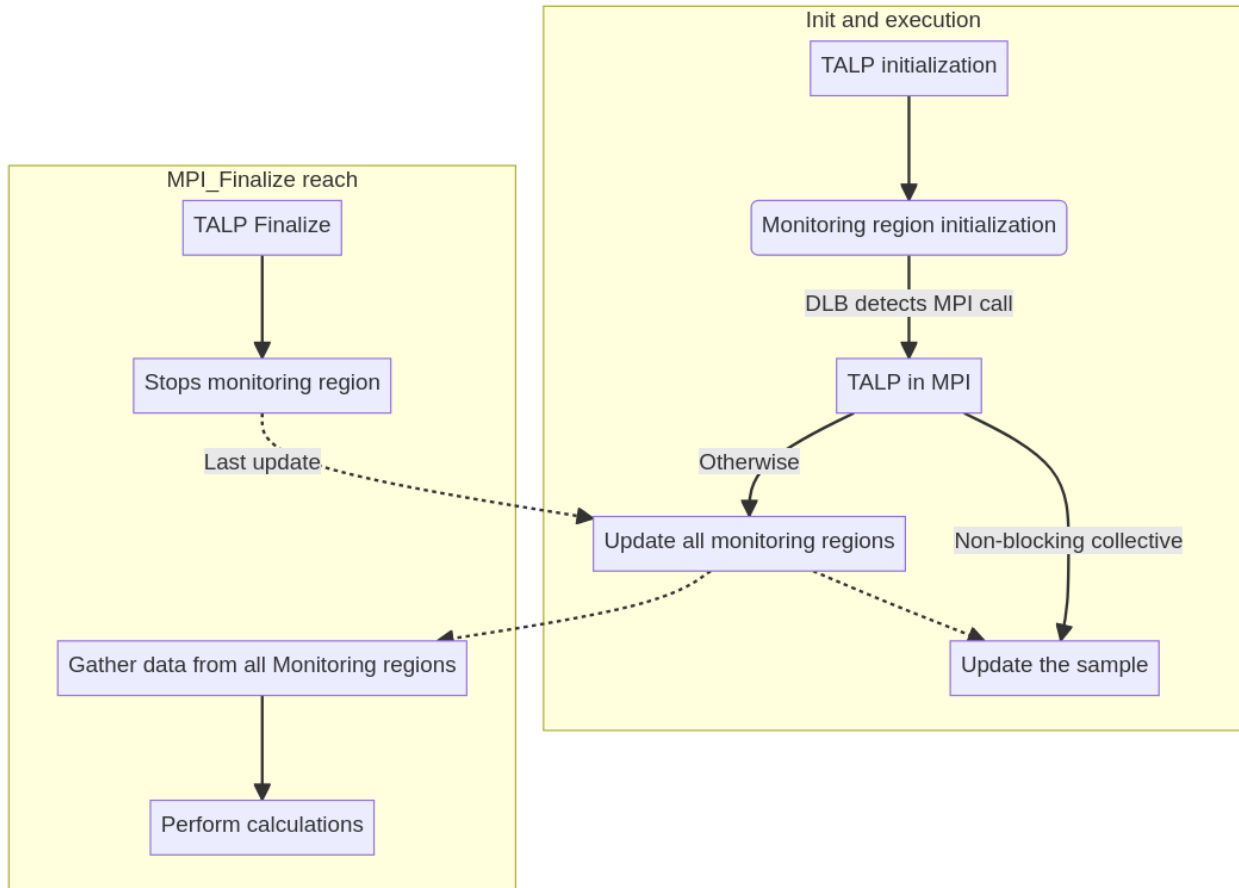 Init and execution
TALP initialization
Monitoring region initialization
DLB detects MPI call
TALP in MPI
Otherwise
Non-blocking collective
Update all monitoring regions
Update the sample
MPI_Finalize reach
TALP Finalize
Stops monitoring region
Last update
Gather data from all Monitoring regions
Perform calculations